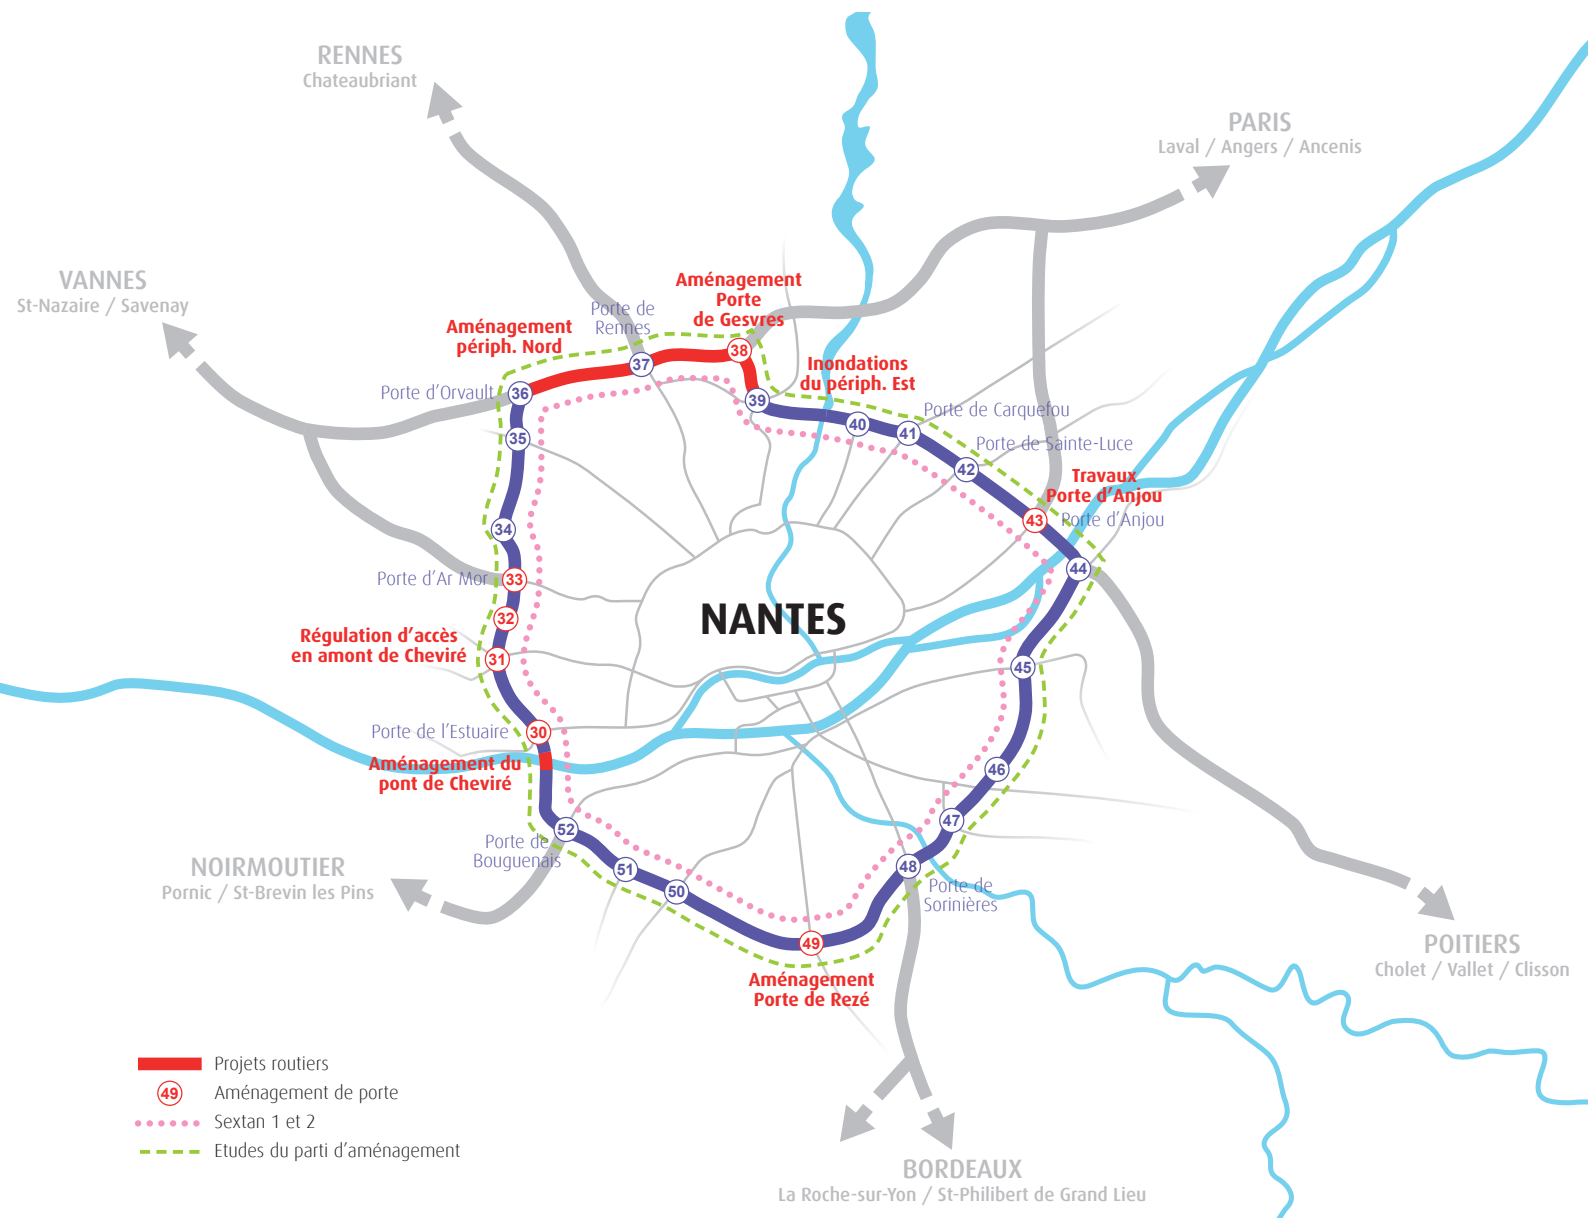 RENNES
Chateaubriant
PARIS
Laval / Angers / Ancenis
VANNES
St-Nazaire / Savenay
Aménagement
Porte
de Gesvres
Porte de
Rennes
Aménagement
périph. Nord
38
37
Inondations
du périph. Est
Porte d'Orvault
36
39
Porte de Carquefou
40
41
35
Porte de Sainte-Luce
42
Travaux
Porte d'Anjou
43
Porte d'Anjou
34
44
Porte d'Ar Mor
33
32
NANTES
Régulation d'accès
en amont de Cheviré
31
45
Porte de l'Estuaire
30
Aménagement du
pont de Cheviré
46
47
52
Porte de
Bouguenais
51
48
50
Porte de
Sorinières
NOIRMOUTIER
Pornic / St-Brevin les Pins
49
Aménagement
Porte de Rezé
POITIERS
Cholet / Vallet / Clisson
Projets routiers
49
Aménagement de porte
Sextan 1 et 2
Etudes du parti d'aménagement
BORDEAUX
La Roche-sur-Yon / St-Philibert de Grand Lieu